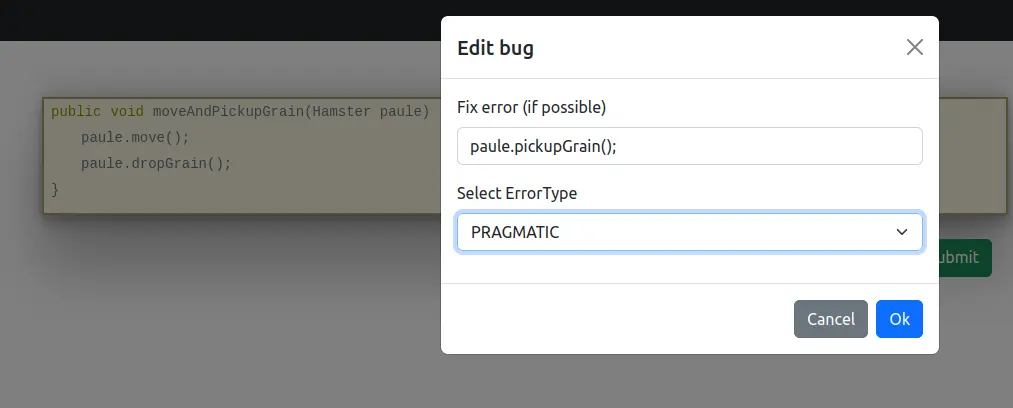 Edit bug
public void moveAndPickupGrain(Hamster paule)
paule.move();
paule.dropGrain();
}
Fix error (if possible)
paule.pickupGrain();
Select ErrorType
PRAGMATIC
ubmit
Cancel
Ok